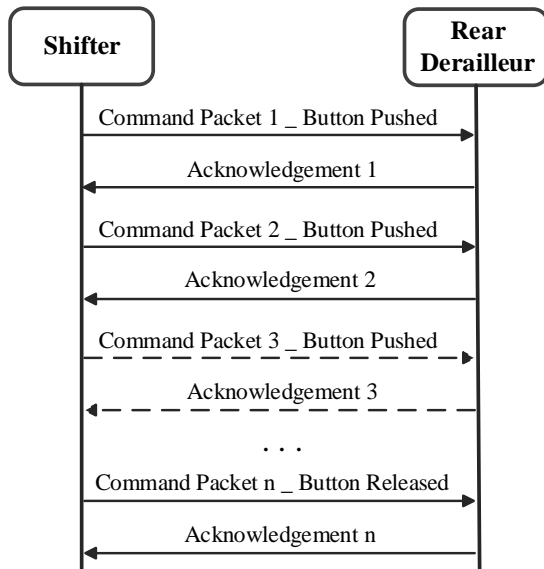 Shifter
Rear
Derailleur
Command Packet 1 _ Button Pushed
Acknowledgement 1
Command Packet 2 _ Button Pushed
Acknowledgement 2
Command Packet 3 _ Button Pushed
Acknowledgement 3
. . .
Command Packet n _ Button Released
Acknowledgement n